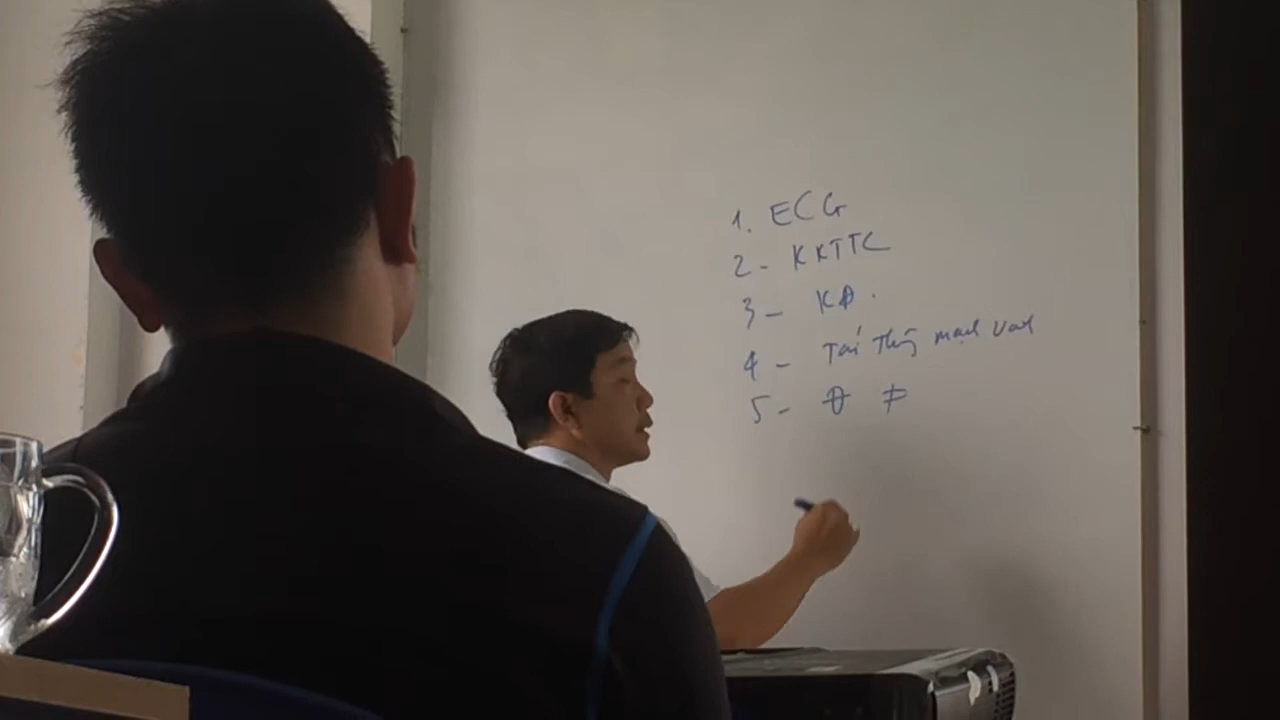 1. ECG
2 - KKTTC
3 - KĐ.
4 - Tái Thông mạch vành
5 -